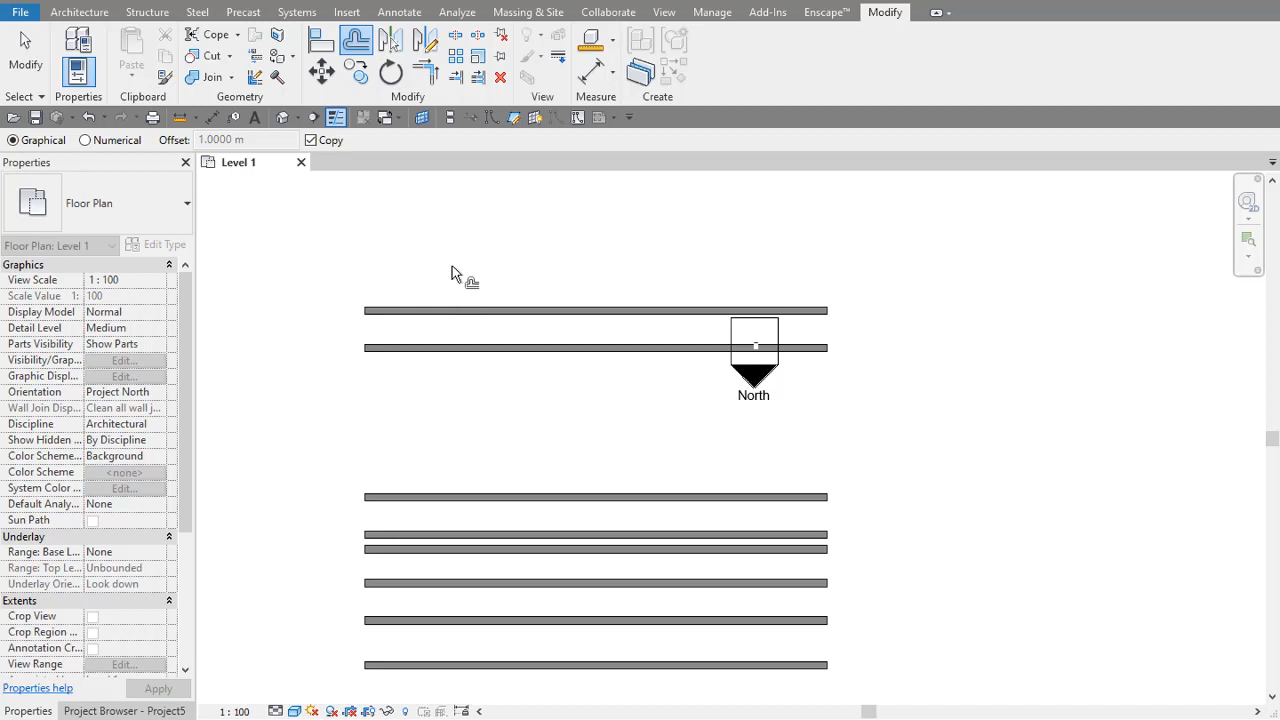 File Architecture Structure Steel Precast Systems Insert Annotate Analyze Massing & Site Collaborate View Manage Add-Ins Enscape™ Modify
Modify Paste Cope Cut Join
Select Properties Clipboard Geometry Modify View Measure Create
Graphical Numerical Offset: 1.0000 m Copy
Properties
Level 1
Floor Plan
Floor Plan: Level 1 Edit Type
Graphics
View Scale 1 : 100
Scale Value 1: 100
Display Model Normal
Detail Level Medium
Parts Visibility Show Parts
Visibility/Grap... Edit...
Graphic Displ... Edit...
Orientation Project North
Wall Join Disp... Clean all wall j...
Discipline Architectural
Show Hidden ... By Discipline
Color Scheme... Background
Color Scheme <none>
System Color ... Edit...
Default Analy... None
Sun Path
Underlay
Range: Base L... None
Range: Top Le... Unbounded
Underlay Orie... Look down
Extents
Crop View
Crop Region ...
Annotation Cr...
View Range Edit...
Properties help Apply
Properties Project Browser - Project5
1 : 100
North